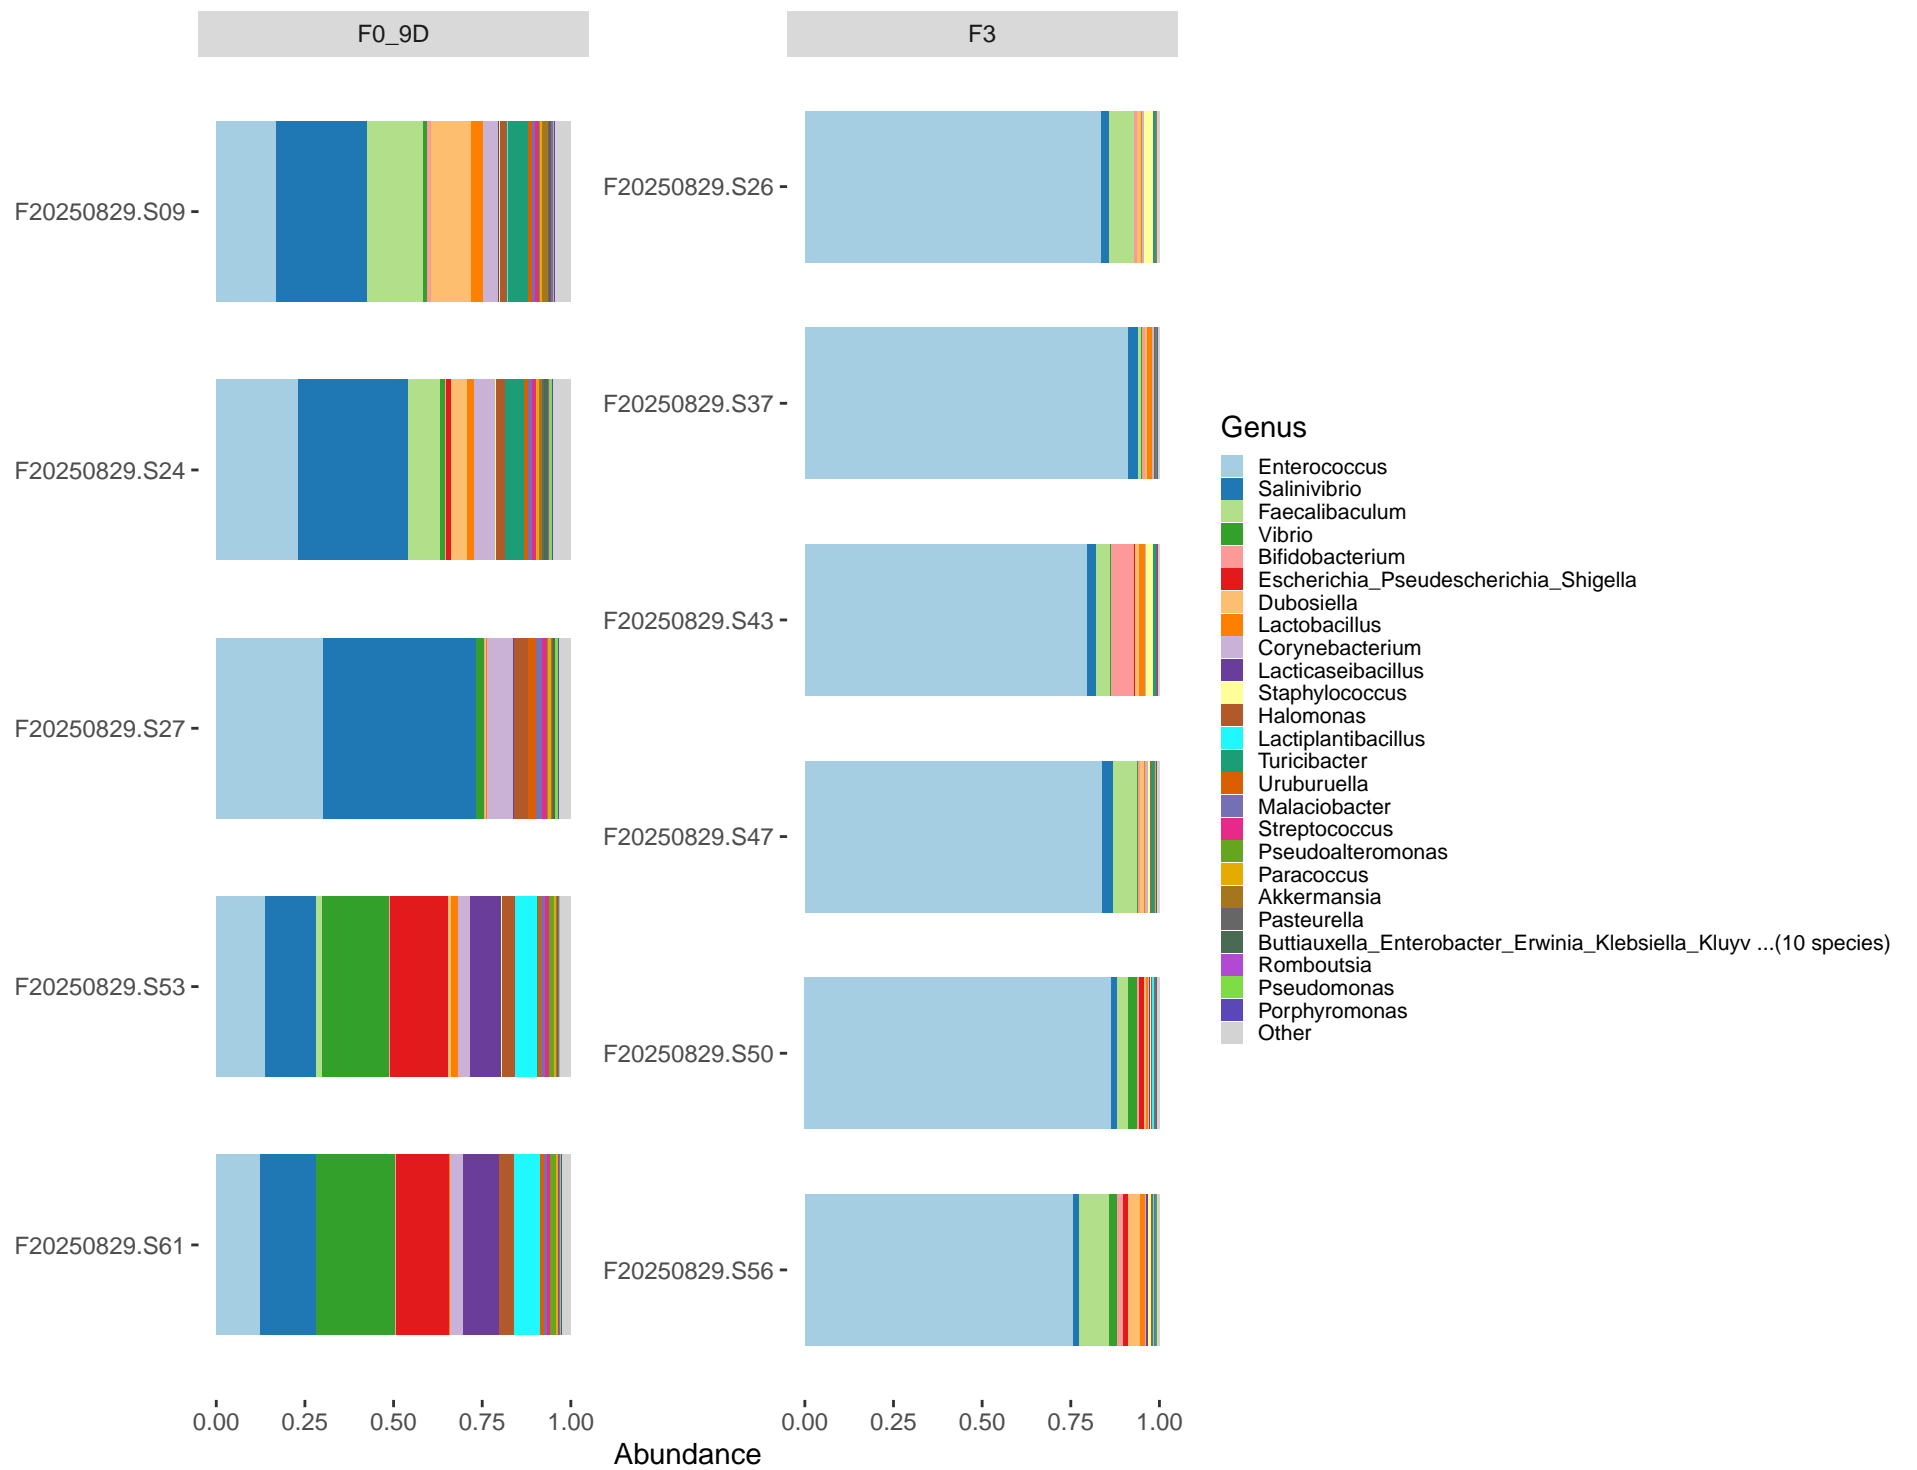 F0_9D
F3
F20250829.S09
F20250829.S24
F20250829.S27
F20250829.S53
F20250829.S61
F20250829.S26
F20250829.S37
F20250829.S43
F20250829.S47
F20250829.S50
F20250829.S56
0.00 0.25 0.50 0.75 1.00
0.00 0.25 0.50 0.75 1.00
Abundance
Genus
Enterococcus
Salinivibrio
Faecalibaculum
Vibrio
Bifidobacterium
Escherichia_Pseudescherichia_Shigella
Dubosiella
Lactobacillus
Corynebacterium
Lacticaseibacillus
Staphylococcus
Halomonas
Lactiplantibacillus
Turicibacter
Uruburuella
Malaciobacter
Streptococcus
Pseudoalteromonas
Paracoccus
Akkermansia
Pasteurella
Buttiauxella_Enterobacter_Erwinia_Klebsiella_Kluyv ...(10 species)
Romboutsia
Pseudomonas
Porphyromonas
Other